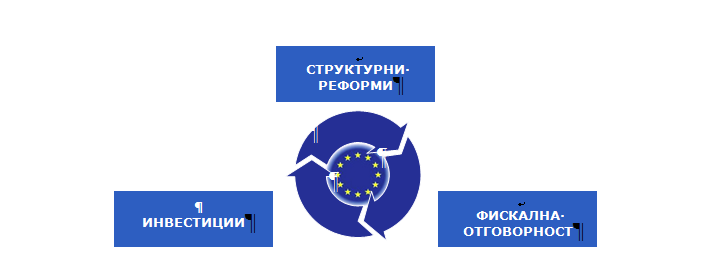 СТРУКТУРНИ
РЕФОРМИ
ИНВЕСТИЦИИ
ФИСКАЛНА
ОТГОВОРНОСТ